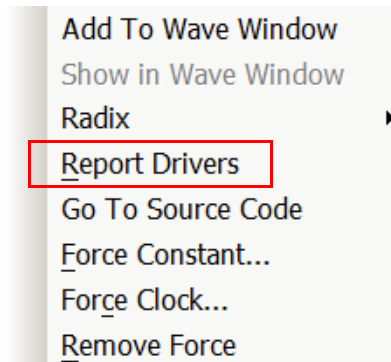 Add To Wave Window
Show in Wave Window
Radix
Report Drivers
Go To Source Code
Force Constant...
Force Clock...
Remove Force